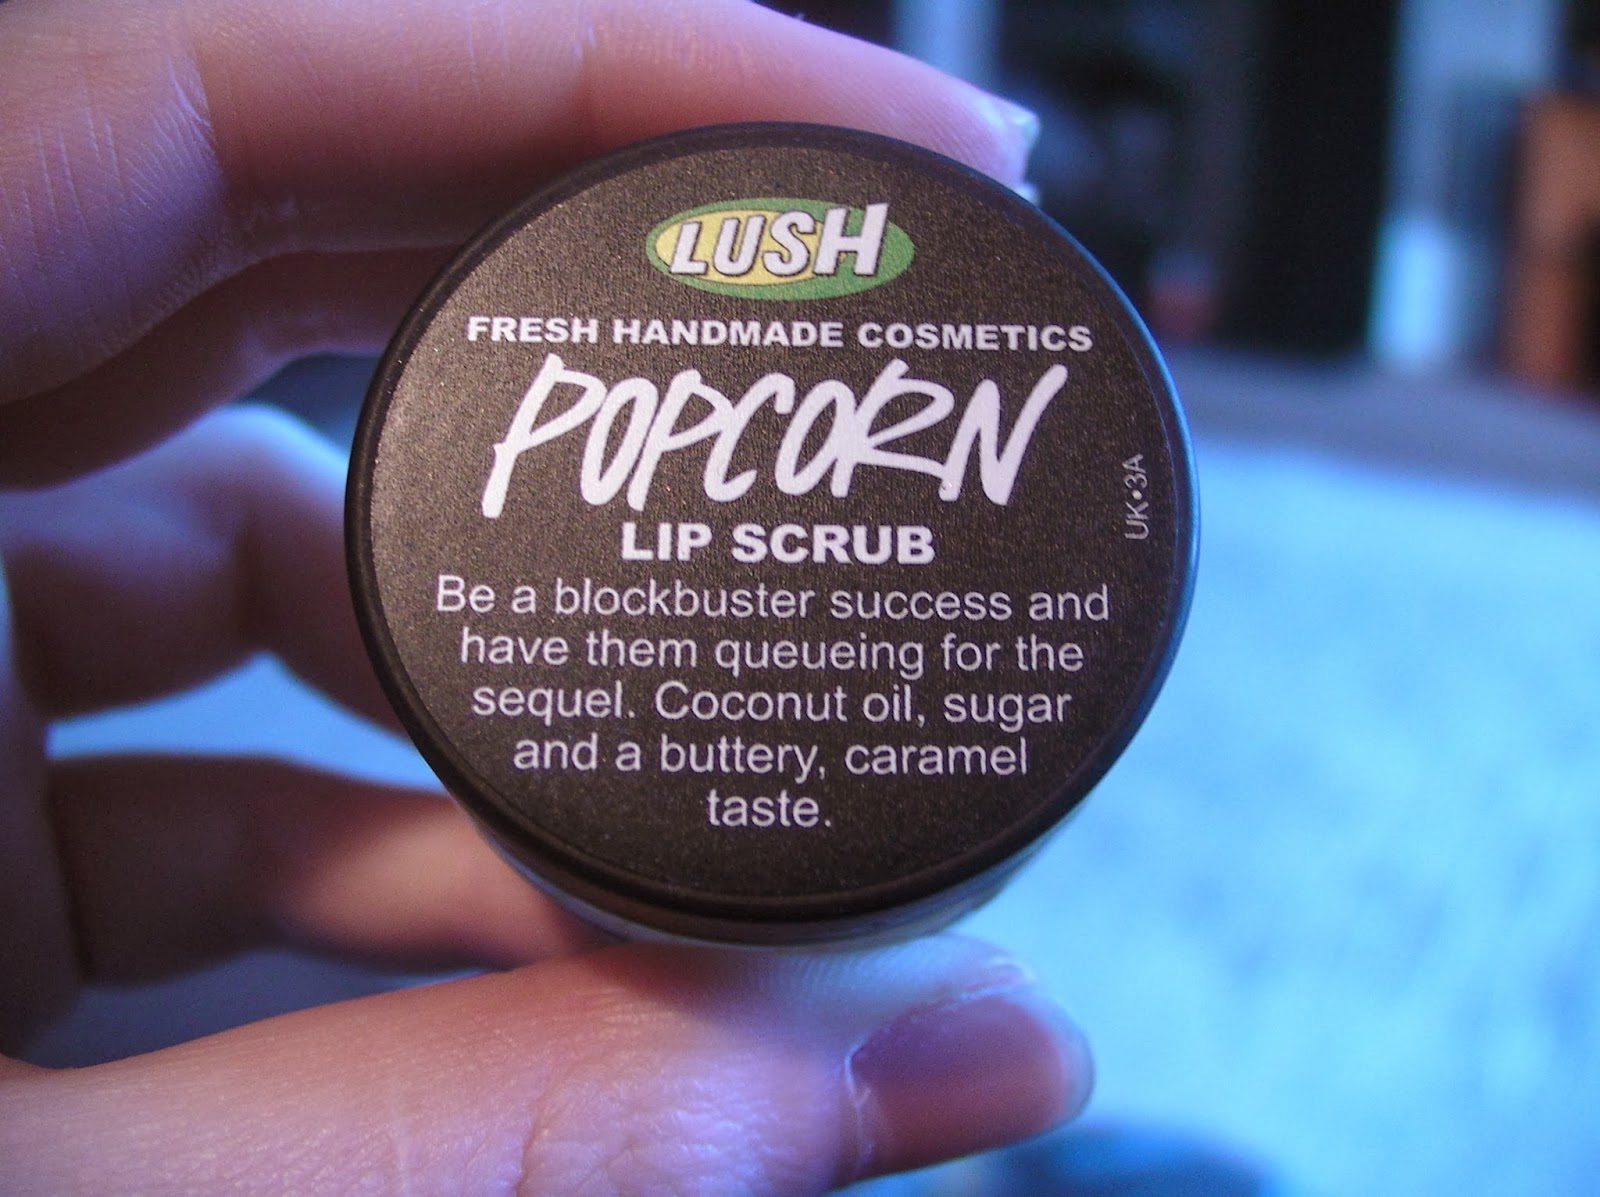 LUSH
FRESH HANDMADE COSMETICS
POPCORN
LIP SCRUB
Be a blockbuster success and
have them queueing for the
sequel. Coconut oil, sugar
and a buttery, caramel
taste.
UK•3A